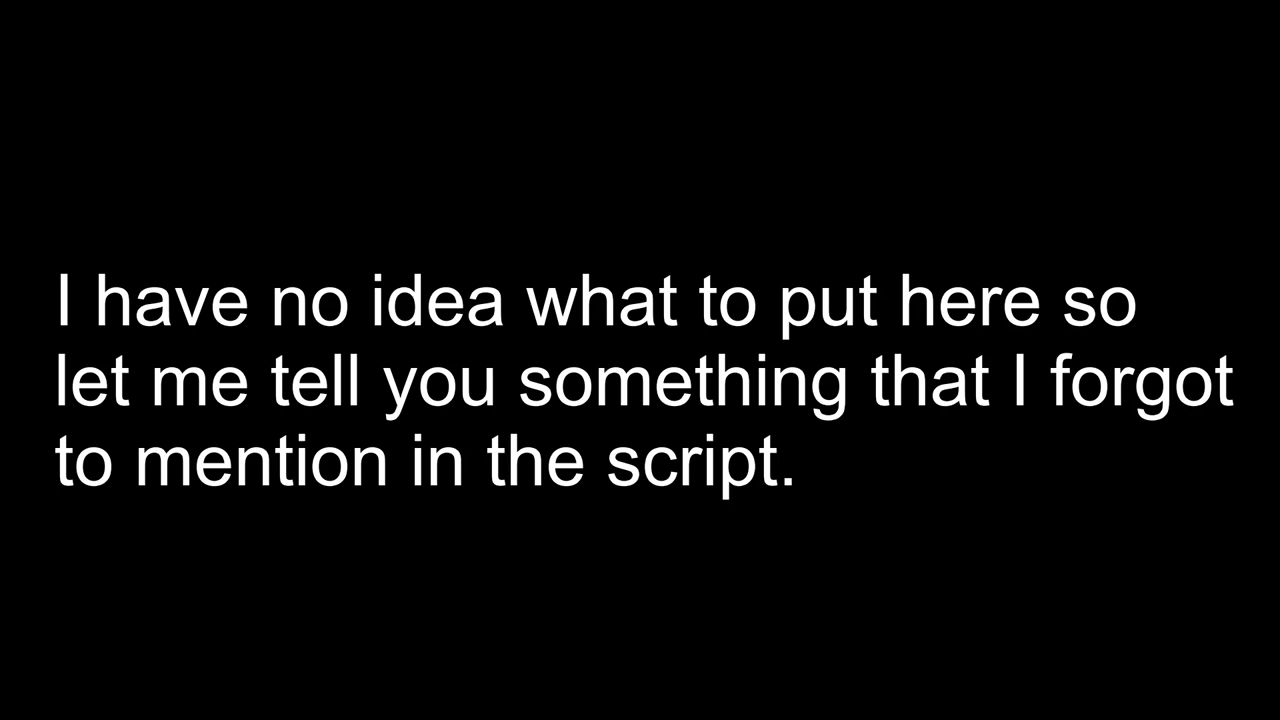 I have no idea what to put here so
let me tell you something that I forgot
to mention in the script.